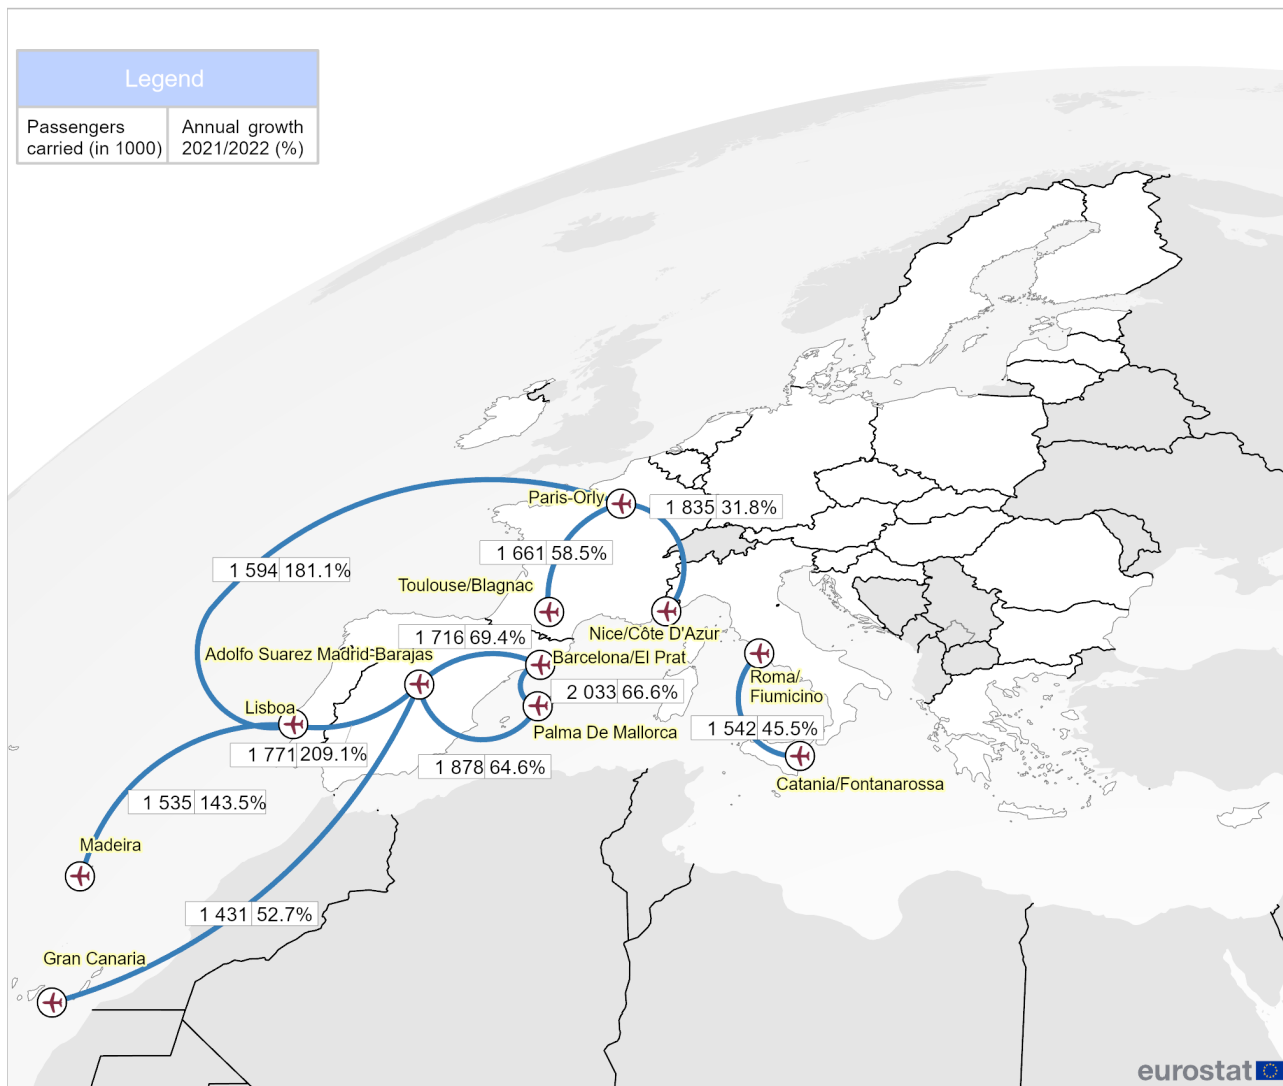 Legend
Passengers
carried (in 1000)
Annual growth
2021/2022 (%)
Paris-Orly
1 835 31.8%
1 661 58.5%
1 594 181.1%
Toulouse/Blagnac
Nice/Côte D'Azur
1 716 69.4%
Adolfo Suarez Madrid-Barajas
Barcelona/El Prat
Roma/
Fiumicino
2 033 66.6%
Lisboa
Palma De Mallorca
1 542 45.5%
1 771 209.1%
1 878 64.6%
Catania/Fontanarossa
1 535 143.5%
Madeira
1 431 52.7%
Gran Canaria
eurostat